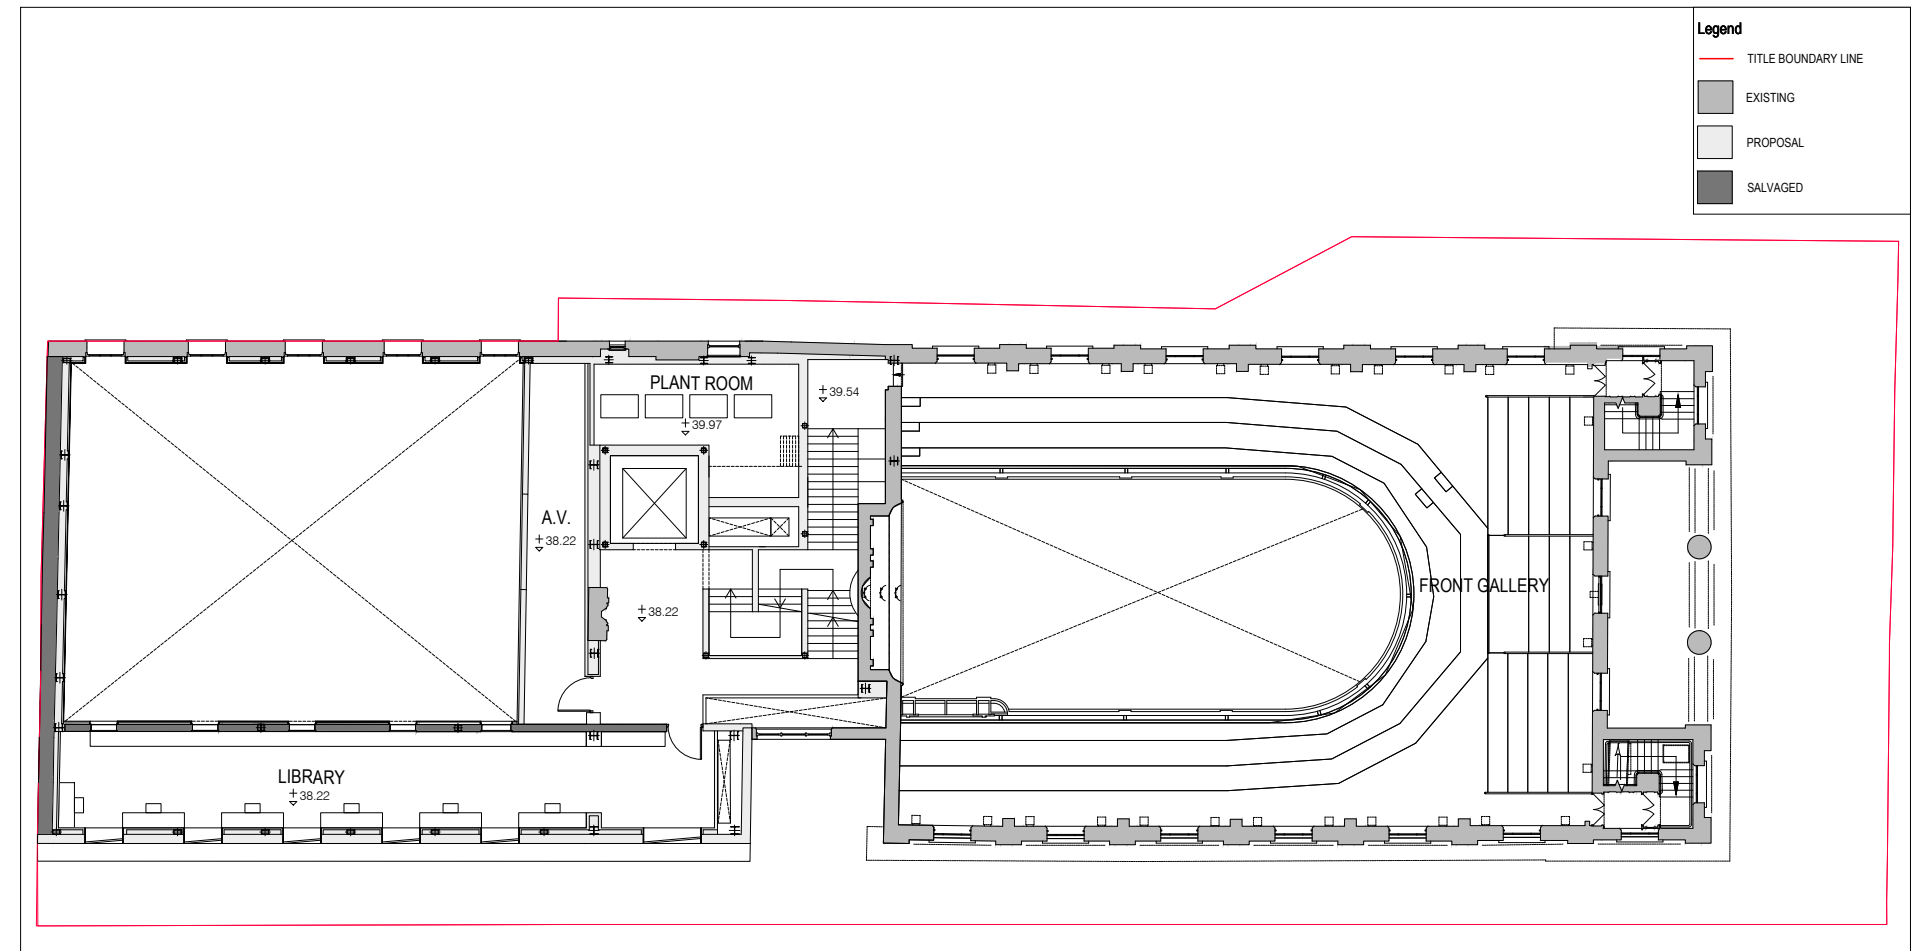 Legend
TITLE BOUNDARY LINE
EXISTING
PROPOSAL
SALVAGED
PLANT ROOM
39.97
39.54
A.V.
38.22
38.22
FRONT GALLERY
LIBRARY
38.22